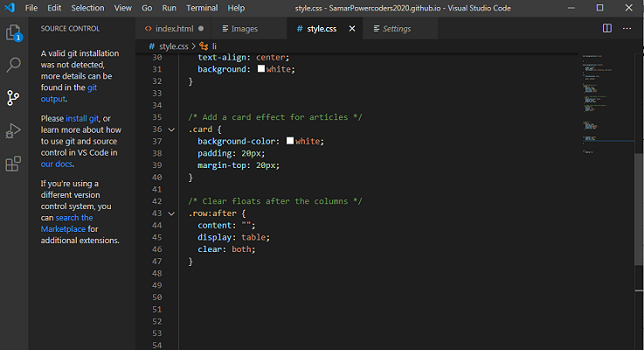 File Edit Selection View Go Run Terminal Help style.css - SamarPowercoders2020.github.io - Visual Studio Code
1
SOURCE CONTROL
A valid git installation
was not detected,
more details can be
found in the git
output.
Please install git, or
learn more about how
to use git and source
control in VS Code in
our docs.
If you're using a
different version
control system, you
can search the
Marketplace for
additional extensions.
index.html Images style.css Settings
# style.css > li
30 text-align: center;
31 background: white;
32 }
33
34
35 /* Add a card effect for articles */
36 .card {
37 background-color: white;
38 padding: 20px;
39 margin-top: 20px;
40 }
41
42 /* Clear floats after the columns */
43 .row:after {
44 content: "";
45 display: table;
46 clear: both;
47 }
48
49
50
51
52
53
54